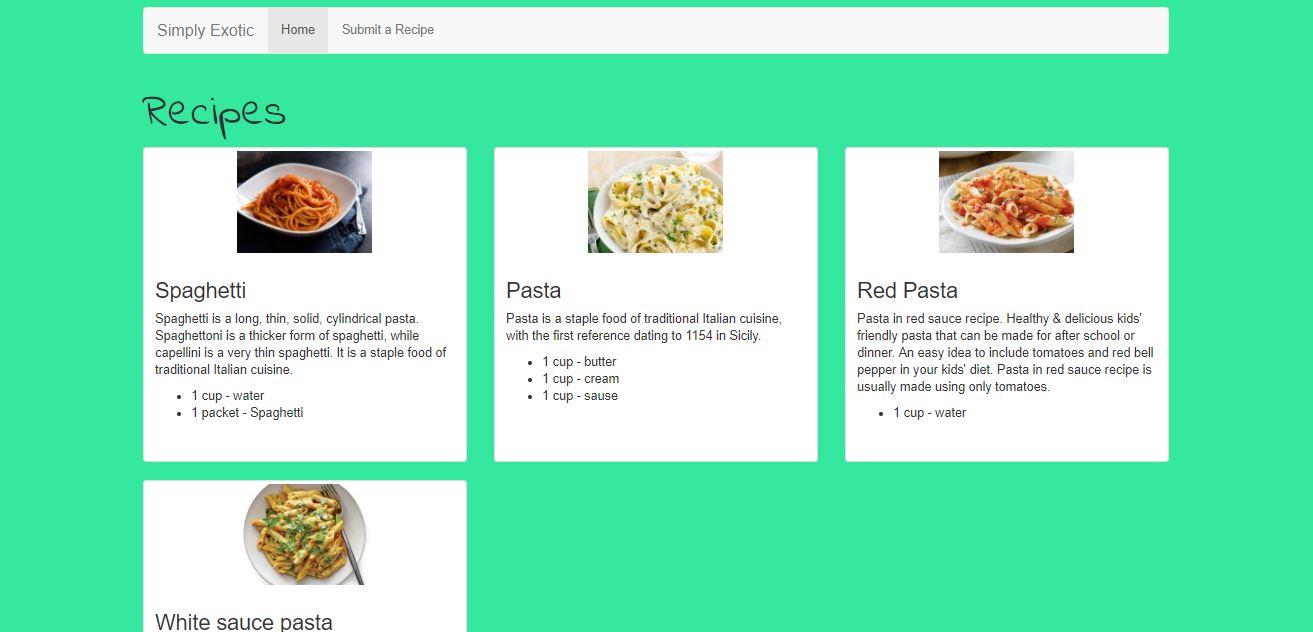 Simply Exotic Home Submit a Recipe
Recipes
Spaghetti
Spaghetti is a long, thin, solid, cylindrical pasta.
Spaghettoni is a thicker form of spaghetti, while
capellini is a very thin spaghetti. It is a staple food of
traditional Italian cuisine.
• 1 cup - water
• 1 packet - Spaghetti
Pasta
Pasta is a staple food of traditional Italian cuisine,
with the first reference dating to 1154 in Sicily.
• 1 cup - butter
• 1 cup - cream
• 1 cup - sause
Red Pasta
Pasta in red sauce recipe. Healthy & delicious kids'
friendly pasta that can be made for after school or
dinner. An easy idea to include tomatoes and red bell
pepper in your kids' diet. Pasta in red sauce recipe is
usually made using only tomatoes.
• 1 cup - water
White sauce pasta